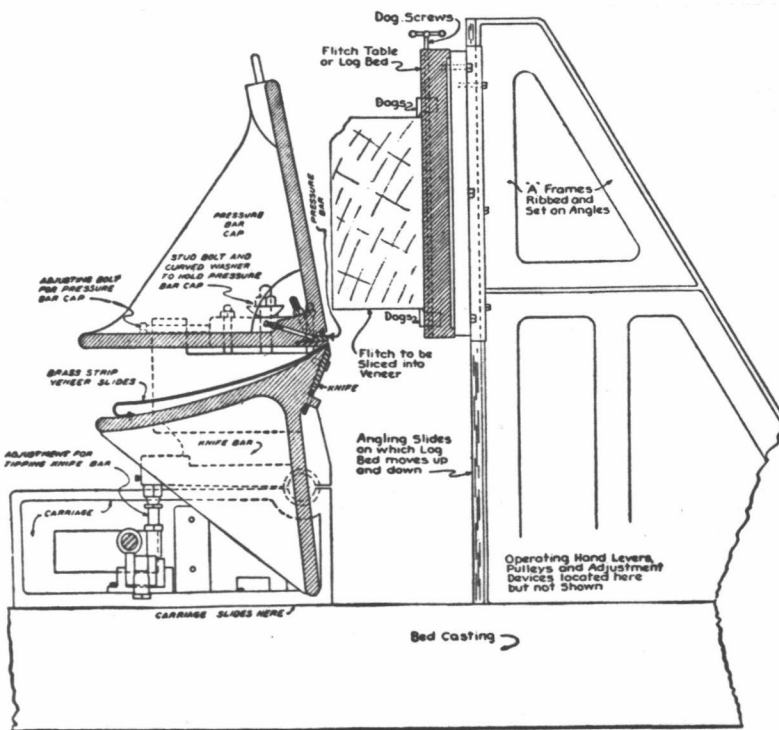 Dog Screws
Flitch Table
or Log Bed
Dogs
PRESSURE
BAR
"A" Frames
Ribbed and
Set on Angles
PRESSURE
BAR
CAP
STUD BOLT AND
CURVED WASHER
TO HOLD PRESSURE
BAR CAP
ADJUSTING BOLT
FOR PRESSURE
BAR CAP
Dogs
Flitch to be
Sliced into
Veneer
BRASS STRIP
VENEER SLIDES
KNIFE
KNIFE BAR
Angling Slides
on which Log
Bed moves up
and down
ADJUSTMENT FOR
TIPPING KNIFE BAR
CARRIAGE
Operating Hand Levers,
Pulleys and Adjustment
Devices located here
but not Shown
CARRIAGE SLIDES HERE
Bed Casting